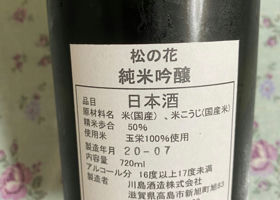 松の花
純米吟醸
品目 日本酒
原材料名 米(国産)、米こうじ(国産米)
精米歩合 50%
使用米 玉栄100%使用
製造年月 20-07
内容量 720ml
アルコール分 16度以上17度未満
製造者 川島酒造株式会社
滋賀県高島市新旭町旭83